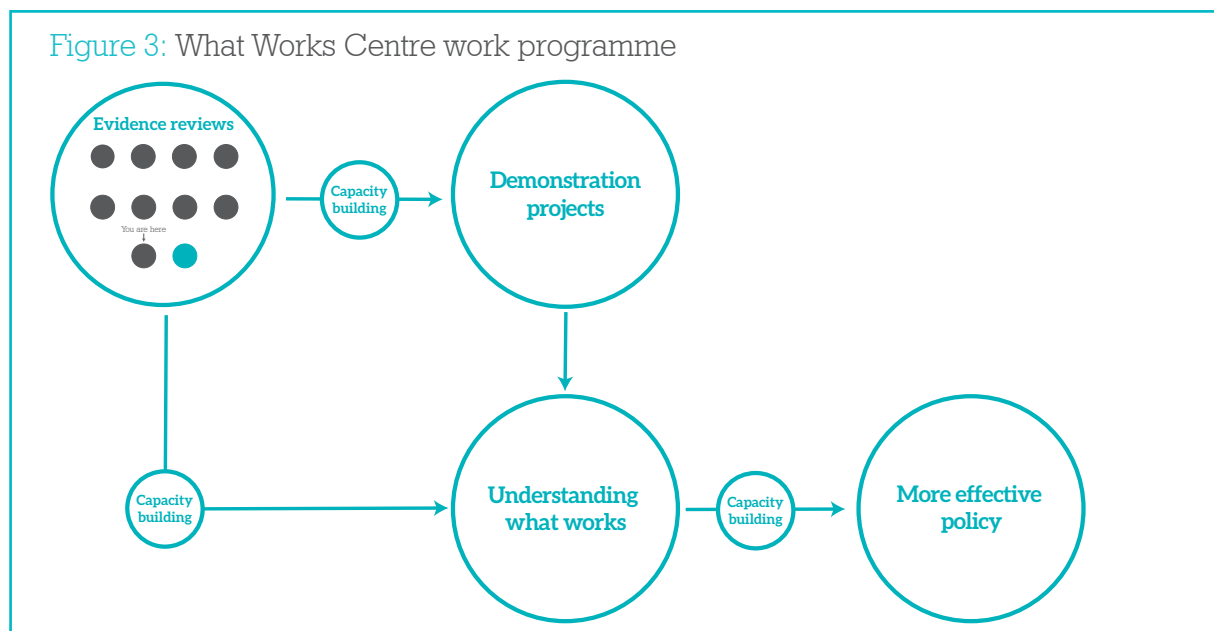 Figure 3: What Works Centre work programme
Evidence reviews
You are here
Capacity
building
Demonstration
projects
Capacity
building
Understanding
what works
Capacity
building
More effective
policy